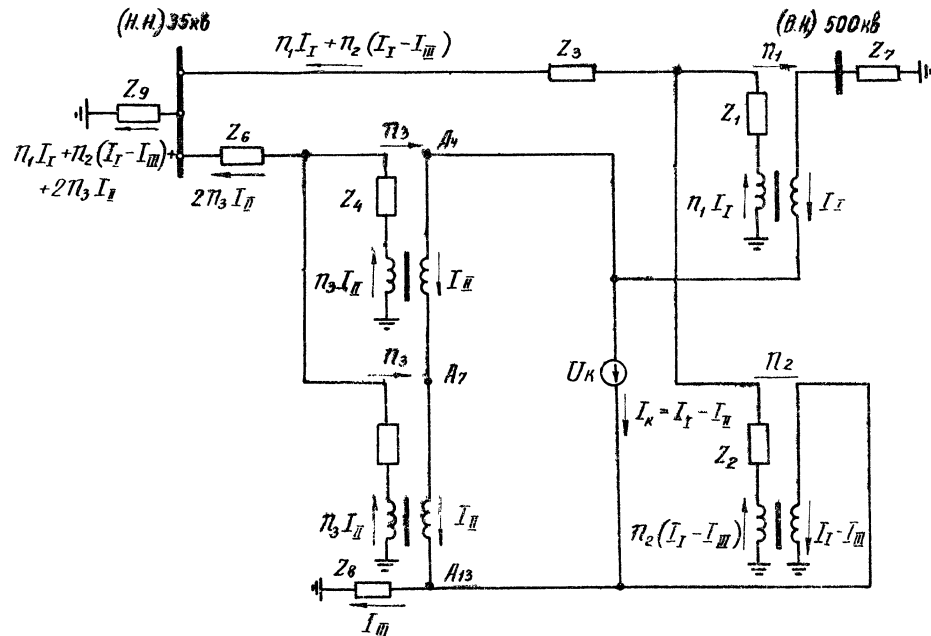 (Н.Н.) 35кв
(В.Н.) 500кв
n₁I_I + n₂(I_I – I_III)
Z₃
n₁
Z₇
Z₉
Z₁
Z₆
n₃
A₄
n₁I_I + n₂(I_I – I_III) +
+ 2n₃I_II
2n₃I_II
Z₄
n₁I_I
I_I
n₃I_II
I_II
n₃
A₇
Uк
n₂
Iк = I_I – I_II
Z₂
n₃I_II
I_II
n₂(I_I – I_III)
I_I – I_III
Z₈
A₁₃
I_III